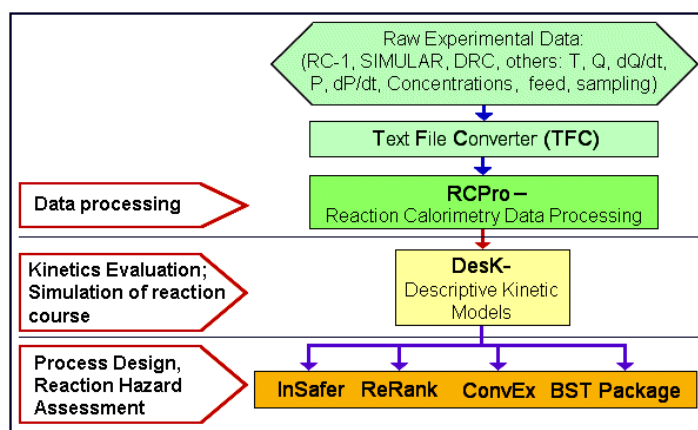 Raw Experimental Data:
(RC-1, SIMULAR, DRC, others: T, Q, dQ/dt,
P, dP/dt, Concentrations, feed, sampling)
Text File Converter (TFC)
Data processing
RCPro–
Reaction Calorimetry Data Processing
Kinetics Evaluation;
Simulation of reaction
course
DesK-
Descriptive Kinetic
Models
Process Design,
Reaction Hazard
Assessment
InSafer ReRank ConvEx BST Package